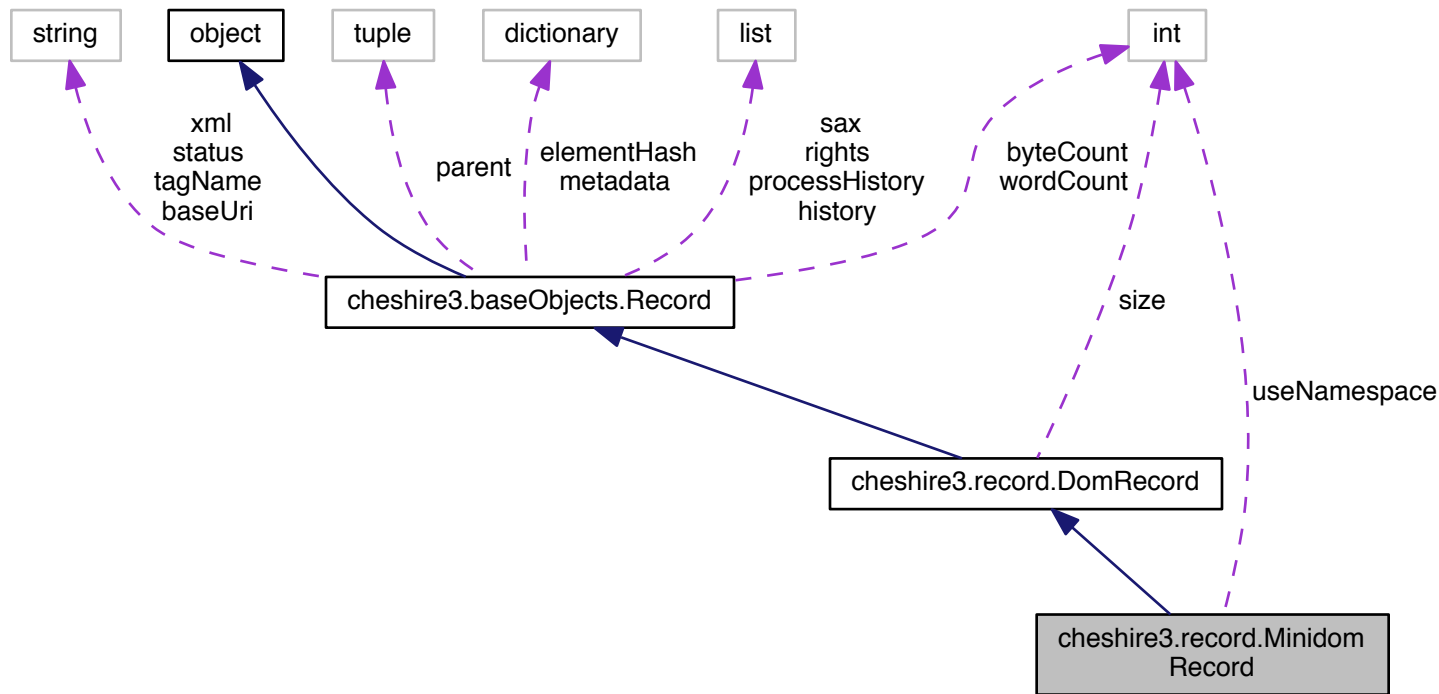 string
object
tuple
dictionary
list
int
xml
status
tagName
baseUri
parent
elementHash
metadata
sax
rights
processHistory
history
byteCount
wordCount
cheshire3.baseObjects.Record
size
useNamespace
cheshire3.record.DomRecord
cheshire3.record.Minidom
Record